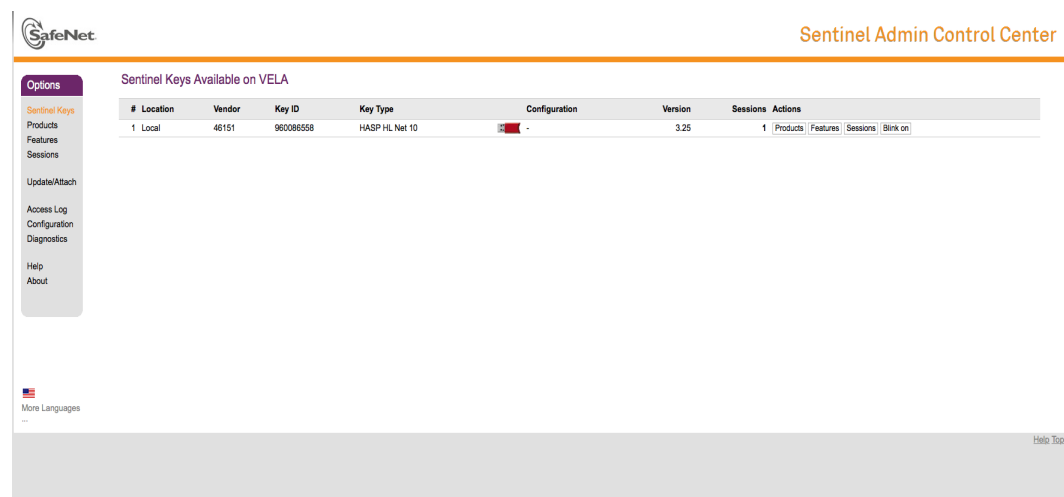 SafeNet.
Sentinel Admin Control Center
Options
Sentinel Keys
Products
Features
Sessions
Update/Attach
Access Log
Configuration
Diagnostics
Help
About
Sentinel Keys Available on VELA
# Location Vendor Key ID Key Type Configuration Version Sessions Actions
1 Local 46151 960086558 HASP HL Net 10 - 3.25 1 Products Features Sessions Blink on
More Languages
...
Help Top